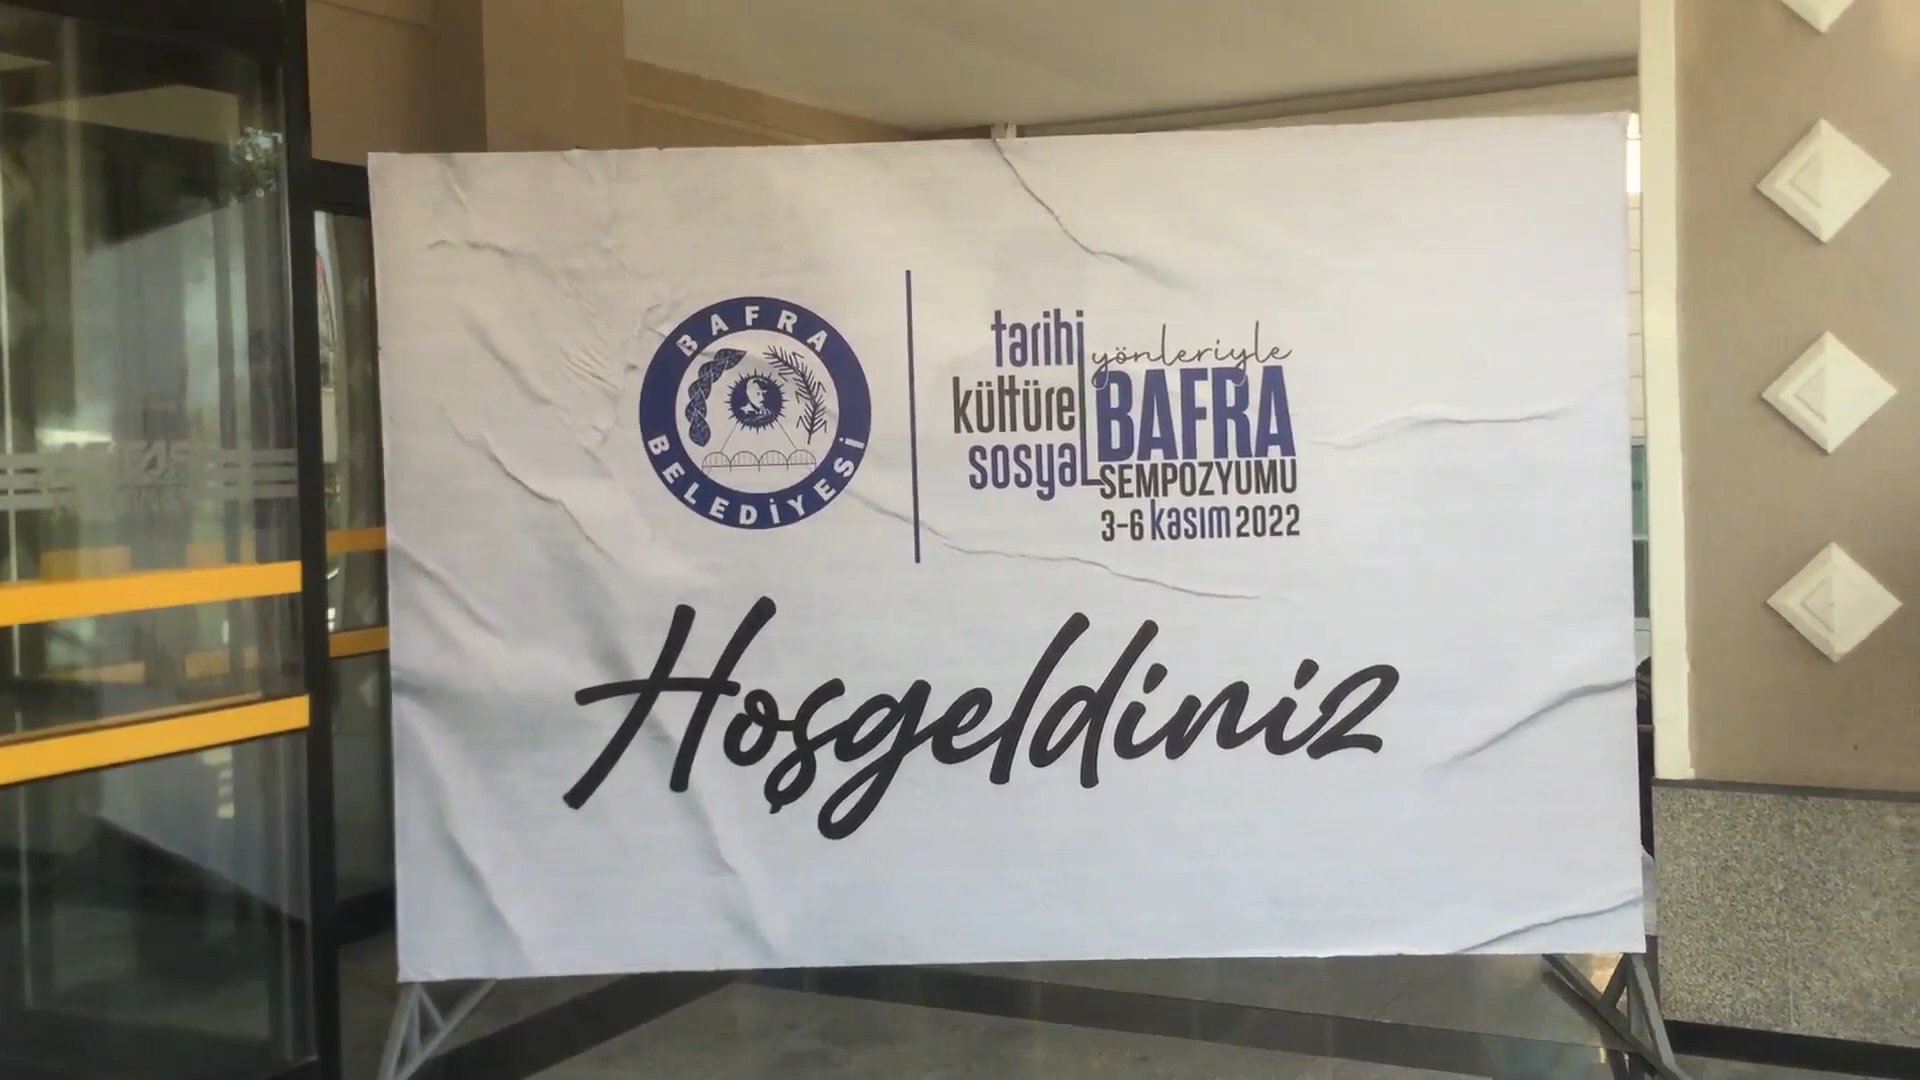 BAFRA
BELEDİYESİ
tarihi
kültürel
sosyal
yönleriyle
BAFRA
SEMPOZYUMU
3-6 kasım 2022
Hoşgeldiniz